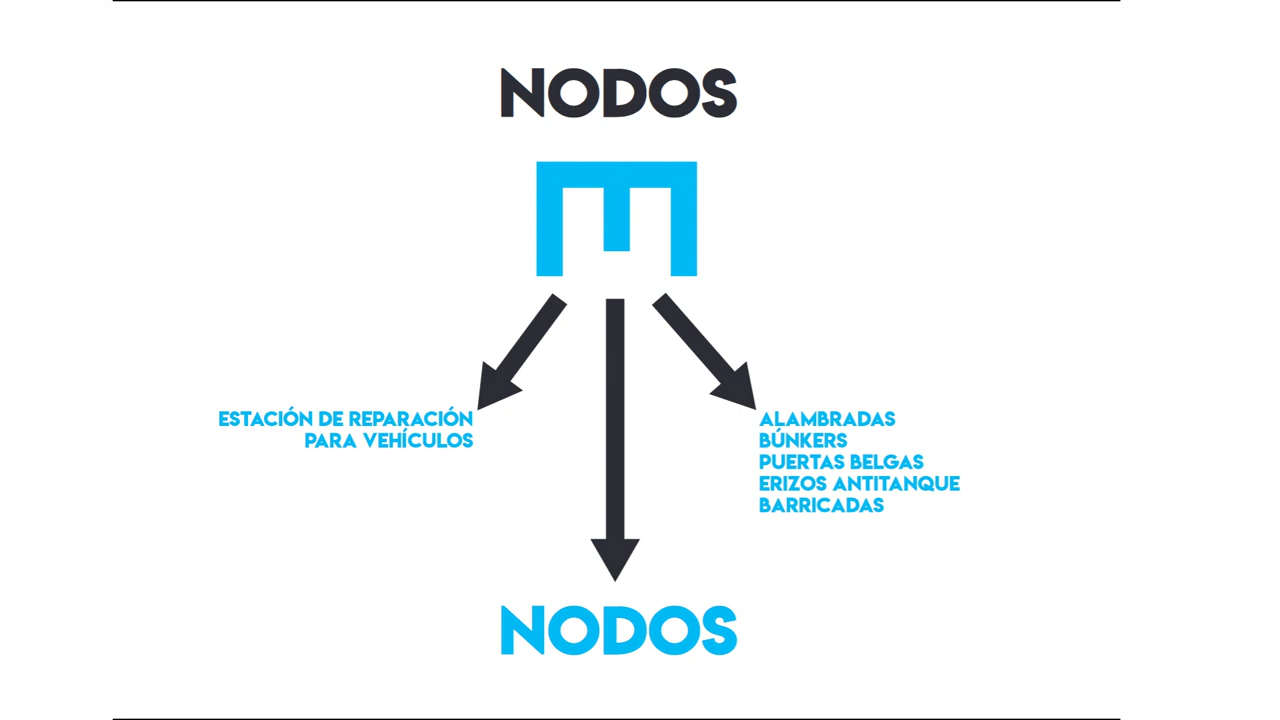 NODOS
E
ESTACIÓN DE REPARACIÓN
PARA VEHÍCULOS
ALAMBRADAS
BÚNKERS
PUERTAS BELGAS
ERIZOS ANTITANQUE
BARRICADAS
NODOS